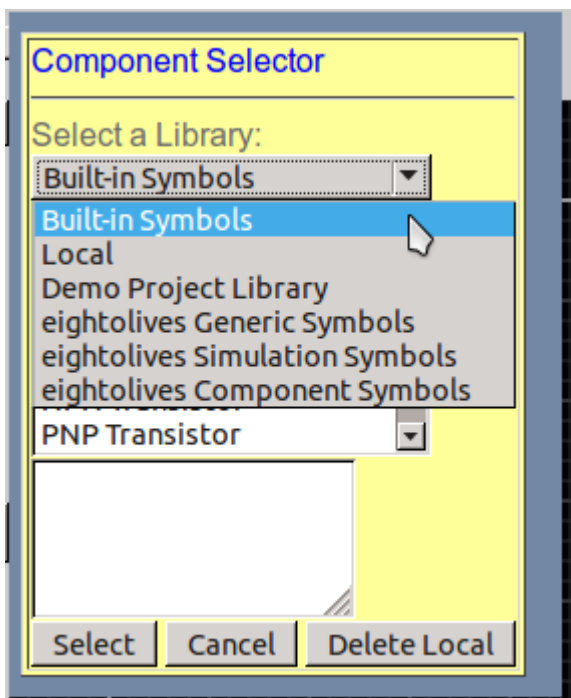 Component Selector
Select a Library:
Built-in Symbols
Built-in Symbols
Local
Demo Project Library
eightolives Generic Symbols
eightolives Simulation Symbols
eightolives Component Symbols
PNP Transistor
Select Cancel Delete Local